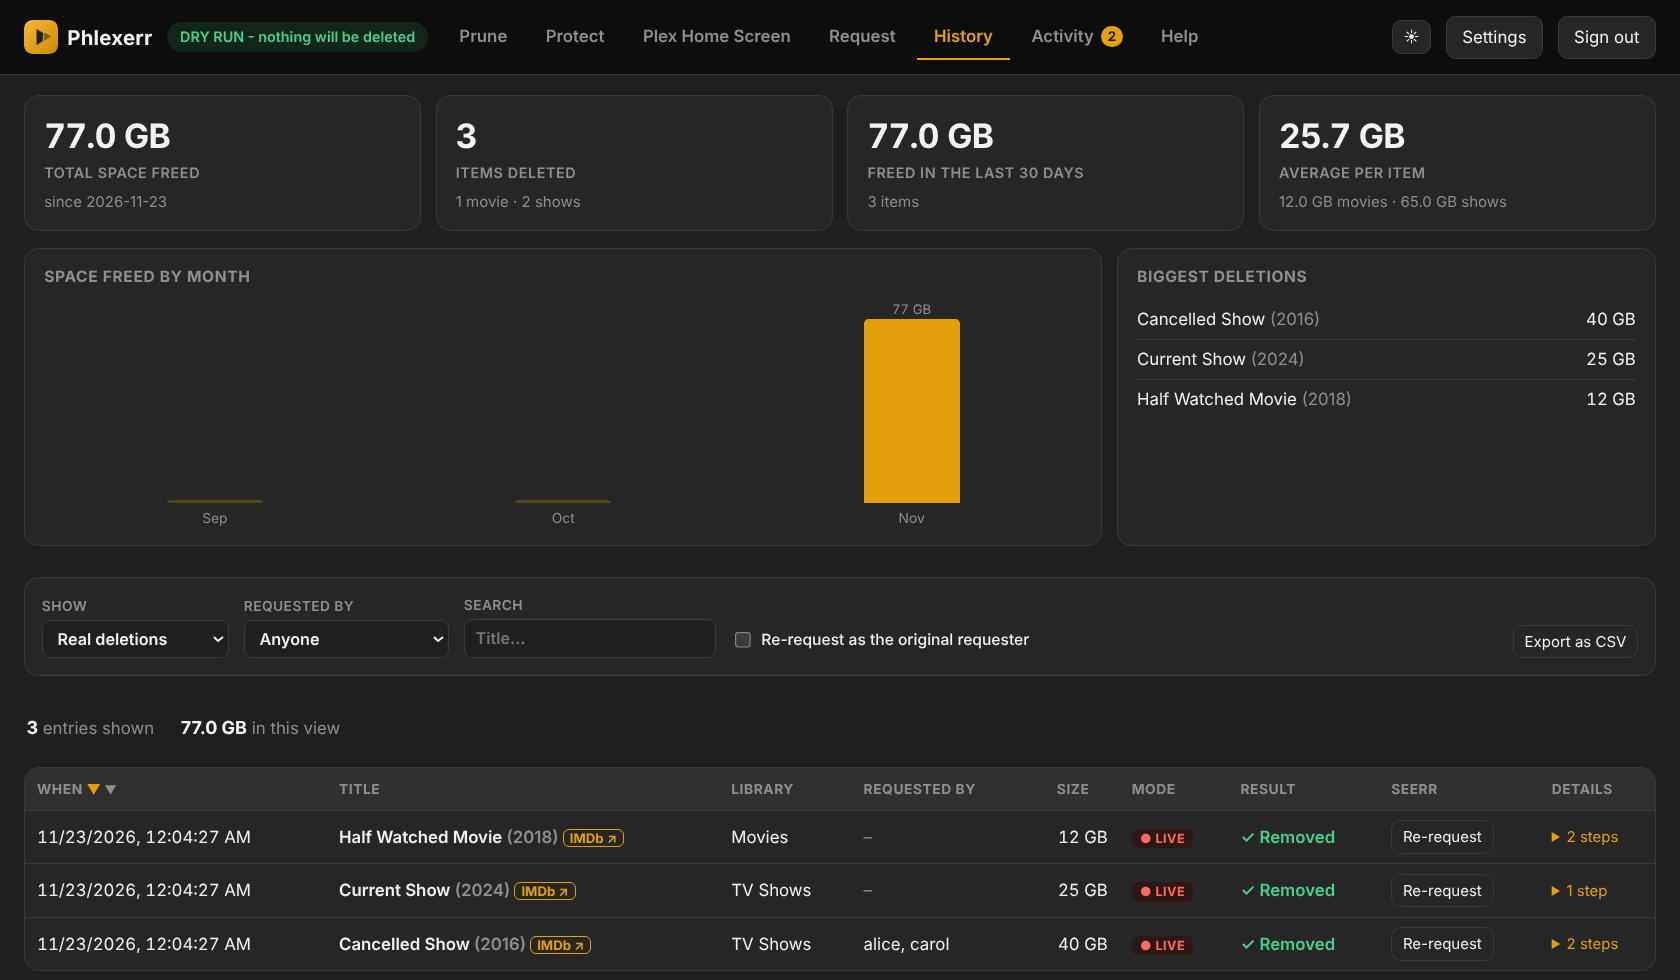 Phlexerr
DRY RUN - nothing will be deleted
Prune
Protect
Plex Home Screen
Request
History
Activity 2
Help
Settings
Sign out
77.0 GB
TOTAL SPACE FREED
since 2026-11-23
3
ITEMS DELETED
1 movie · 2 shows
77.0 GB
FREED IN THE LAST 30 DAYS
3 items
25.7 GB
AVERAGE PER ITEM
12.0 GB movies · 65.0 GB shows
SPACE FREED BY MONTH
77 GB
Sep
Oct
Nov
BIGGEST DELETIONS
Cancelled Show (2016) 40 GB
Current Show (2024) 25 GB
Half Watched Movie (2018) 12 GB
SHOW
Real deletions
REQUESTED BY
Anyone
SEARCH
Title...
Re-request as the original requester
Export as CSV
3 entries shown 77.0 GB in this view
WHEN ▼ ▼ TITLE LIBRARY REQUESTED BY SIZE MODE RESULT SEERR DETAILS
11/23/2026, 12:04:27 AM Half Watched Movie (2018) IMDb ↗ Movies – 12 GB ● LIVE ✓ Removed Re-request ▶ 2 steps
11/23/2026, 12:04:27 AM Current Show (2024) IMDb ↗ TV Shows – 25 GB ● LIVE ✓ Removed Re-request ▶ 1 step
11/23/2026, 12:04:27 AM Cancelled Show (2016) IMDb ↗ TV Shows alice, carol 40 GB ● LIVE ✓ Removed Re-request ▶ 2 steps